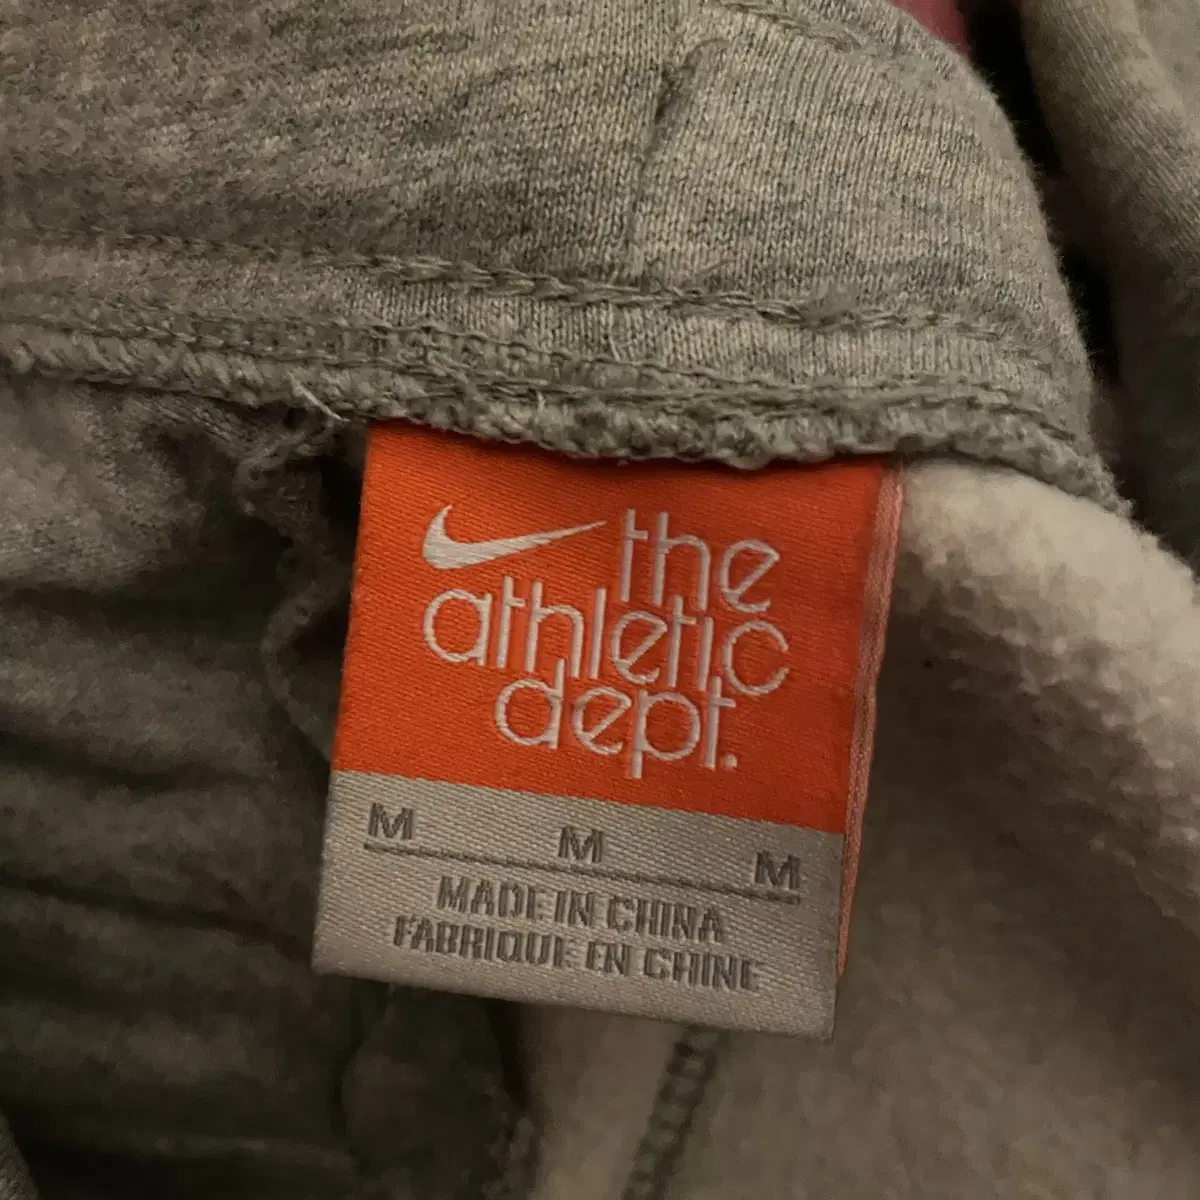 the
athletic
dept.
M M M
MADE IN CHINA
FABRIQUE EN CHINE